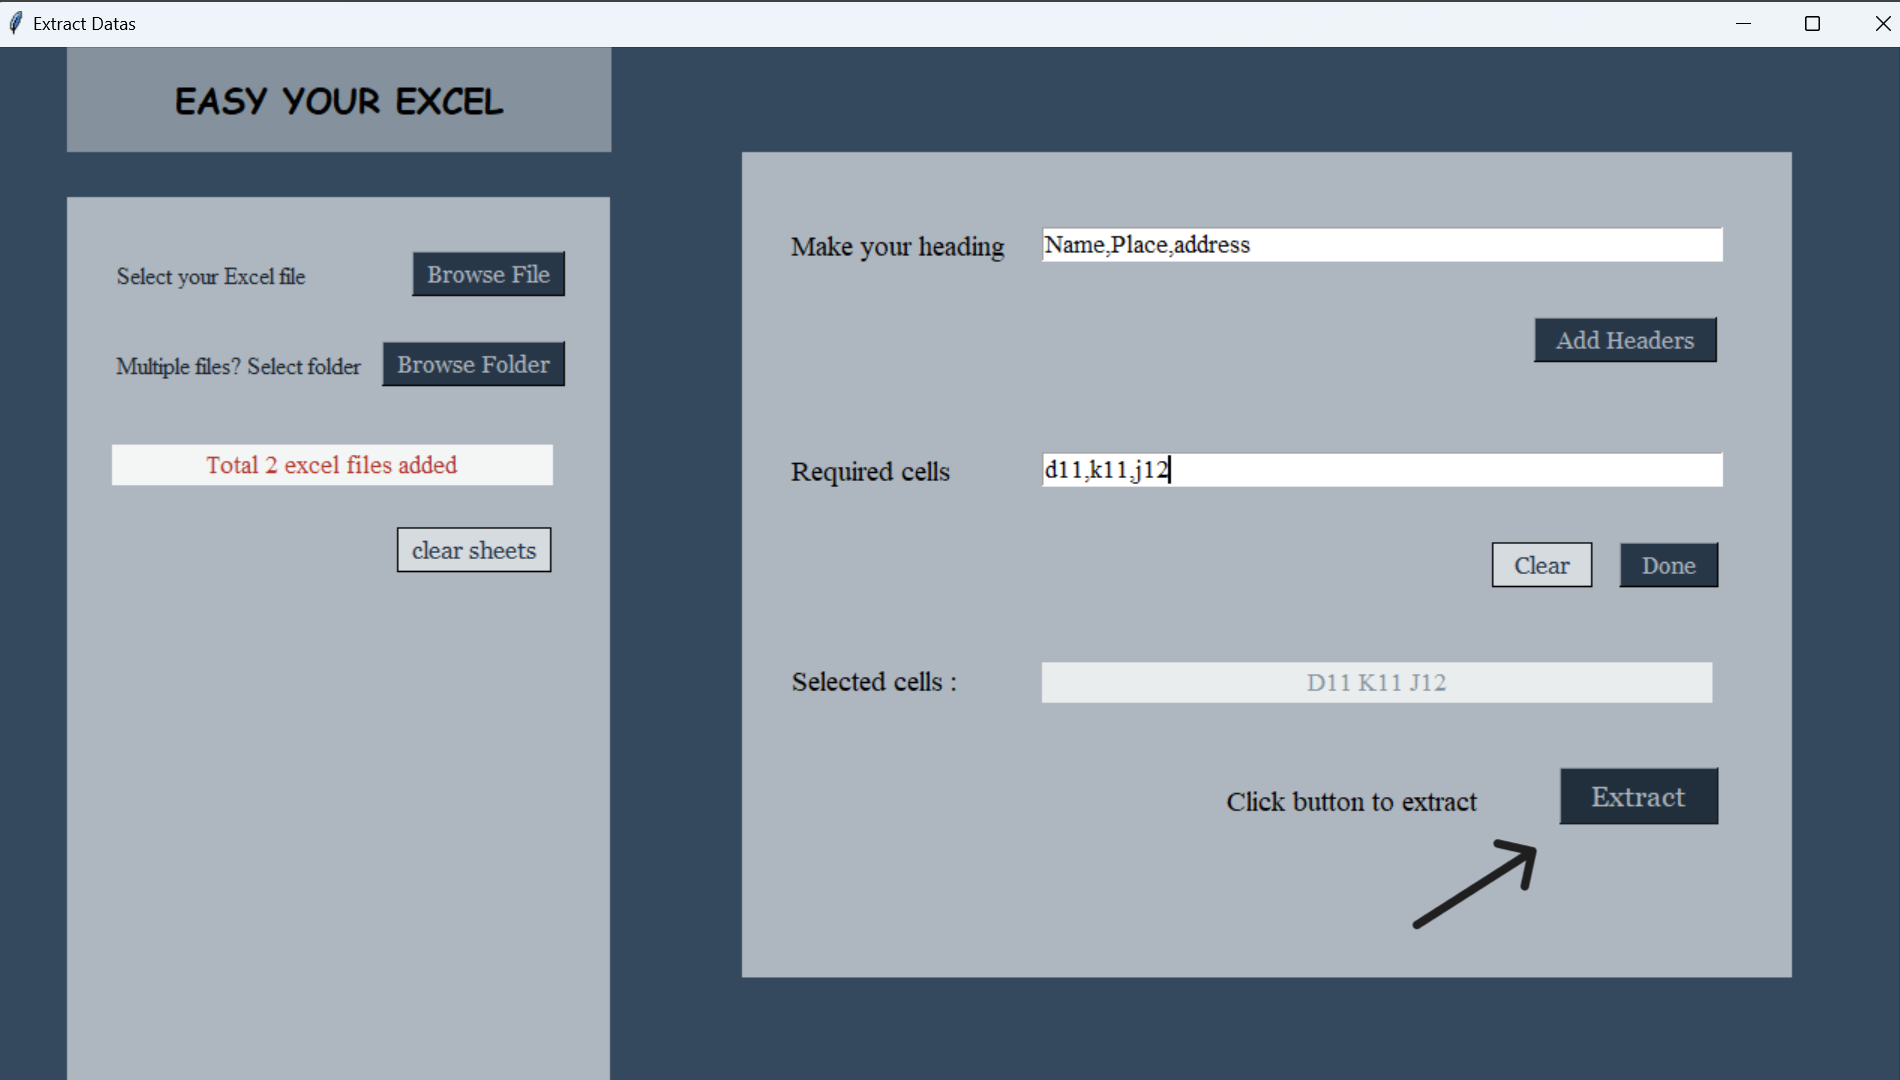 Extract Datas
EASY YOUR EXCEL
Select your Excel file
Browse File
Multiple files? Select folder
Browse Folder
Total 2 excel files added
clear sheets
Make your heading
Name,Place,address
Add Headers
Required cells
d11,k11,j12
Clear
Done
Selected cells :
D11 K11 J12
Click button to extract
Extract